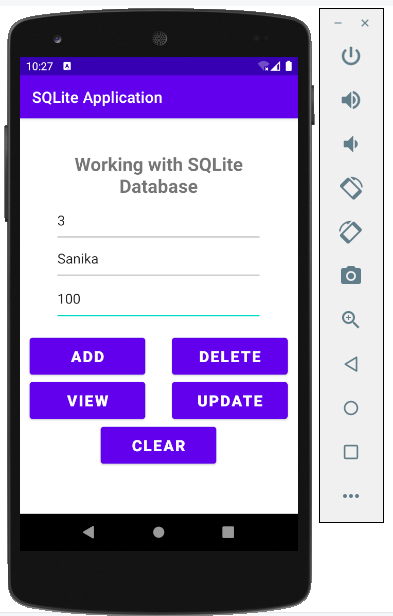 10:27 A
SQLite Application
Working with SQLite
Database
3
Sanika
100
ADD DELETE
VIEW UPDATE
CLEAR